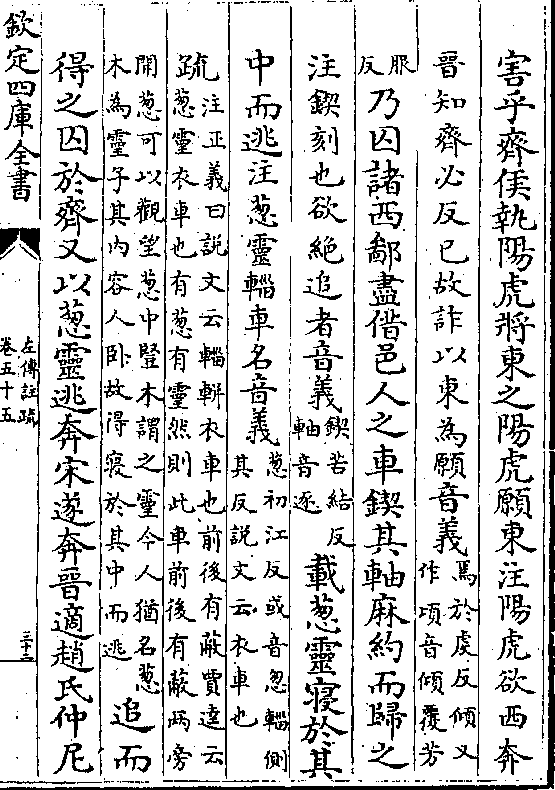 害乎齊侯執陽虎將東之陽虎願東注陽虎欲西奔
晉知齊必反已故詐以東為願音義焉於虔反傾又
作項音傾覆芳
服
反
乃囚諸西鄙盡借邑人之車鍥其軸麻約而歸之
注鍥刻也欲絶追者音義鍥苦結反
軸音逐
載葱靈寢於其
中而逃注葱靈輜車名音義葱初江反或音怱輜側
其反説文云衣車也
疏注正義曰説文云輜軿衣車也前後有蔽賈逵云
葱靈衣車也有葱有靈然則此車前後有蔽兩旁
開葱可以觀望葱中豎木謂之靈今人猶名葱
木為靈子其内容人卧故得寢於其中而逃
追而
得之囚於齊又以葱靈逃奔宋遂奔晉適趙氏仲尼
欽定四庫全書
左傳註疏
卷五十五
三十二